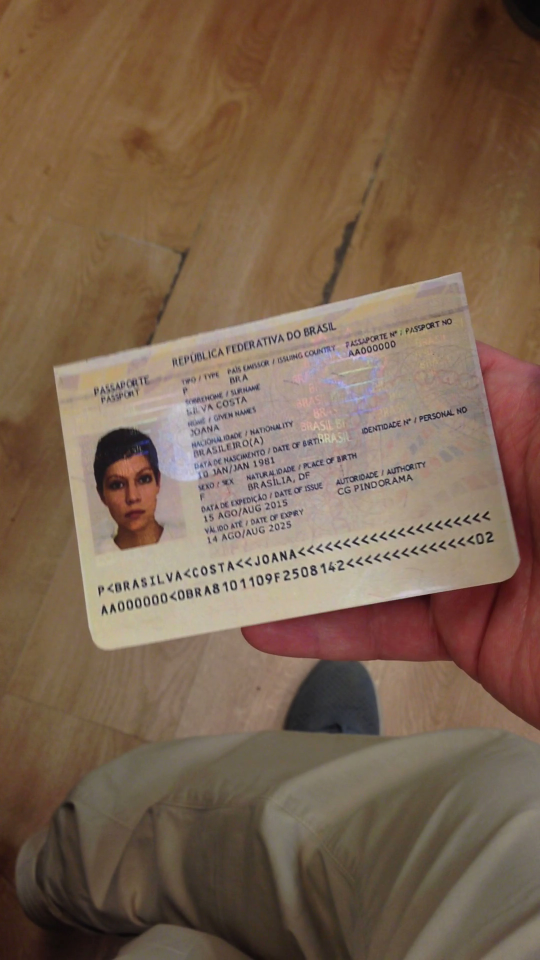 REPÚBLICA FEDERATIVA DO BRASIL
PASSAPORTE
PASSPORT
TIPO / TYPE PAÍS EMISSOR / ISSUING COUNTRY PASSAPORTE Nº / PASSPORT NO
P BRA AA000000
SOBRENOME / SURNAME
SILVA COSTA
NOME / GIVEN NAMES
JOANA
NACIONALIDADE / NATIONALITY
BRASILEIRO(A)
DATA DE NASCIMENTO / DATE OF BIRTH IDENTIDADE Nº / PERSONAL NO
10 JAN/JAN 1981
SEXO / SEX NATURALIDADE / PLACE OF BIRTH
F BRASÍLIA, DF
DATA DE EXPEDIÇÃO / DATE OF ISSUE AUTORIDADE / AUTHORITY
15 AGO/AUG 2015 CG PINDORAMA
VÁLIDO ATÉ / DATE OF EXPIRY
14 AGO/AUG 2025
BRASIL
P<BRASILVA<COSTA<<JOANA<<<<<<<<<<<<<<<<<<<<<
AA000000<0BRA8101109F2508142<<<<<<<<<<<<<<02